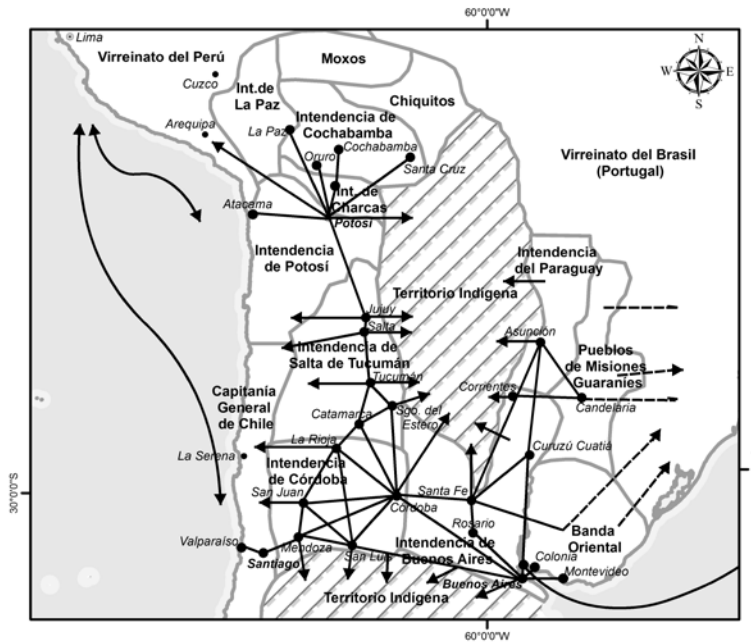 60°0'0"W
Lima
Virreinato del Perú
Cuzco
Moxos
N
W
E
S
Int.de
La Paz
Chiquitos
Intendencia de
Cochabamba
Arequipa
La Paz
Cochabamba
Oruro
Santa Cruz
Virreinato del Brasil
(Portugal)
Int. de
Charcas
Atacama
Potosí
Intendencia
de Potosí
Intendencia
del Paraguay
Territorio Indígena
Jujuy
Salta
Asunción
Intendencia de
Salta de Tucumán
Pueblos
de Misiones
Guaraníes
Tucumán
Capitanía
General
de Chile
Corrientes
Candelaria
Catamarca
Sgo. del
Estero
La Rioja
Curuzú Cuatiá
La Serena
Intendencia
de Córdoba
30°0'0"S
San Juan
Santa Fe
Córdoba
Rosario
Banda
Oriental
Valparaíso
Mendoza
Intendencia de
Buenos Aires
Santiago
San Luis
Colonia
Buenos Aires
Montevideo
Territorio Indígena
60°0'0"W